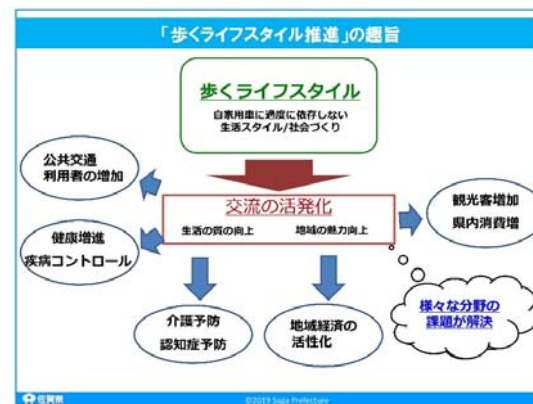 「歩くライフスタイル推進」の趣旨
歩くライフスタイル
自家用車に過度に依存しない
生活スタイル/社会づくり
公共交通
利用者の増加
交流の活発化
生活の質の向上 地域の魅力向上
観光客増加
県内消費増
健康増進
疾病コントロール
様々な分野の
課題が解決
介護予防
認知症予防
地域経済の
活性化
佐賀県
©2019 Saga Prefecture